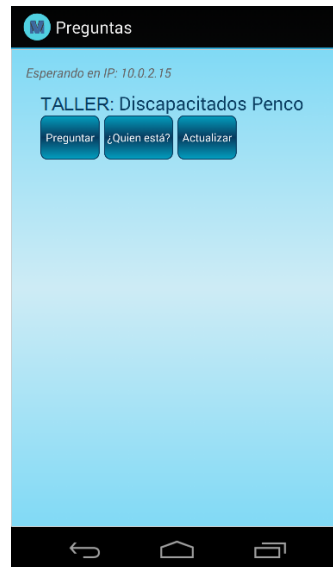 M Preguntas
Esperando en IP: 10.0.2.15
TALLER: Discapacitados Penco
Preguntar ¿Quien está? Actualizar